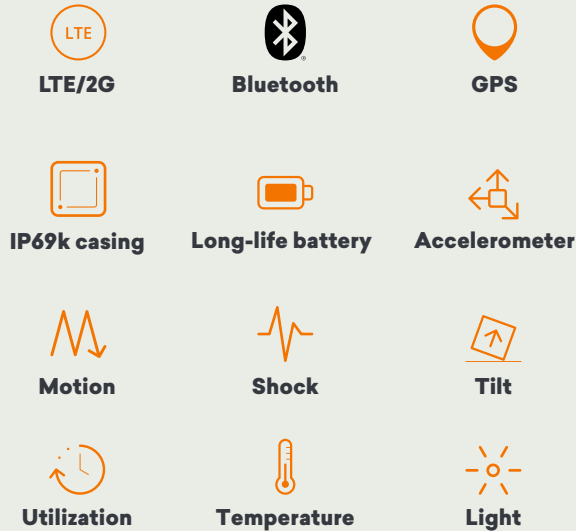 LTE
LTE/2G
Bluetooth
GPS
IP69k casing
Long-life battery
Accelerometer
Motion
Shock
Tilt
Utilization
Temperature
Light